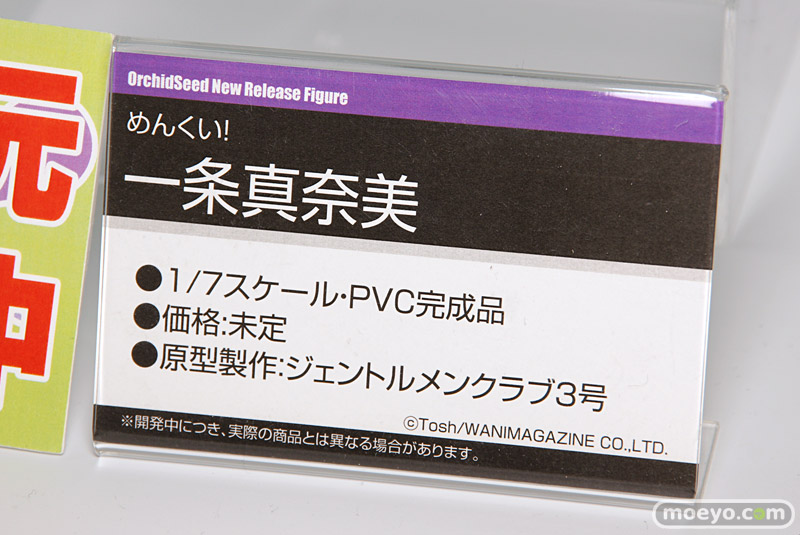 OrchidSeed New Release Figure
めんくい!
一条真奈美
●1/7スケール・PVC完成品
●価格:未定
●原型製作:ジェントルメンクラブ3号
©Tosh/WANIMAGAZINE CO.,LTD.
※開発中につき、実際の商品とは異なる場合があります。
moeyo.com